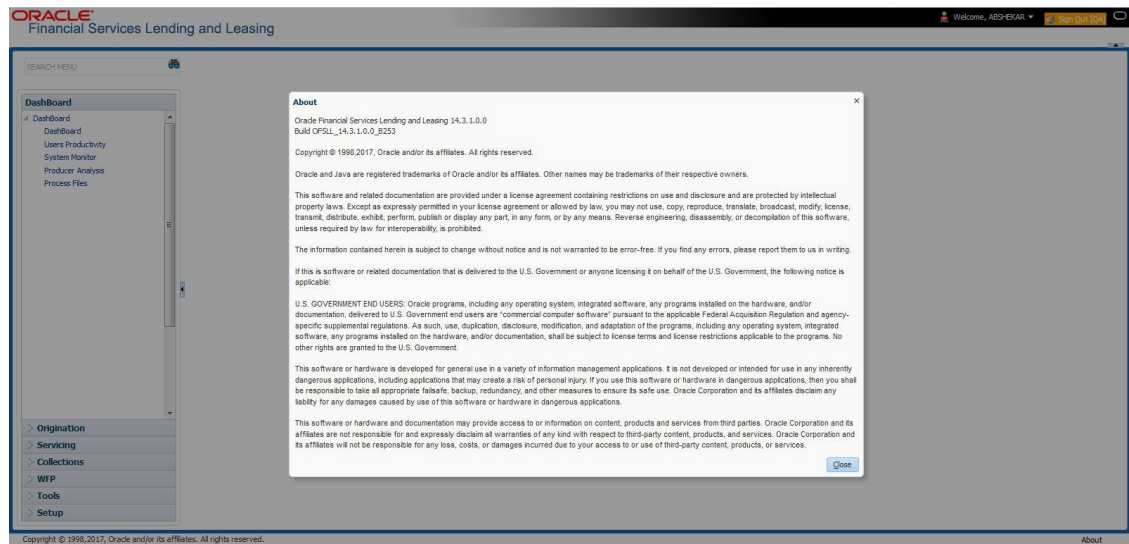 ORACLE'
Financial Services Lending and Leasing
Welcome, ABSHEKAR
Sign Out (QA)
SEARCH MENU
DashBoard
DashBoard
DashBoard
Users Productivity
System Monitor
Producer Analysis
Process Files
Origination
Servicing
Collections
WFP
Tools
Setup
About
Oracle Financial Services Lending and Leasing 14.3.1.0.0
Build OFSLL_14.3.1.0.0_B253
Copyright © 1998,2017, Oracle and/or its affiliates. All rights reserved.
Oracle and Java are registered trademarks of Oracle and/or its affiliates. Other names may be trademarks of their respective owners.
This software and related documentation are provided under a license agreement containing restrictions on use and disclosure and are protected by intellectual
property laws. Except as expressly permitted in your license agreement or allowed by law, you may not use, copy, reproduce, translate, broadcast, modify, license,
transmit, distribute, exhibit, perform, publish or display any part, in any form, or by any means. Reverse engineering, disassembly, or decompilation of this software,
unless required by law for interoperability, is prohibited.
The information contained herein is subject to change without notice and is not warranted to be error-free. If you find any errors, please report them to us in writing.
If this is software or related documentation that is delivered to the U.S. Government or anyone licensing it on behalf of the U.S. Government, the following notice is
applicable:
U.S. GOVERNMENT END USERS: Oracle programs, including any operating system, integrated software, any programs installed on the hardware, and/or
documentation, delivered to U.S. Government end users are "commercial computer software" pursuant to the applicable Federal Acquisition Regulation and agency-
specific supplemental regulations. As such, use, duplication, disclosure, modification, and adaptation of the programs, including any operating system, integrated
software, any programs installed on the hardware, and/or documentation, shall be subject to license terms and license restrictions applicable to the programs. No
other rights are granted to the U.S. Government.
This software or hardware is developed for general use in a variety of information management applications. It is not developed or intended for use in any inherently
dangerous applications, including applications that may create a risk of personal injury. If you use this software or hardware in dangerous applications, then you shall
be responsible to take all appropriate failsafe, backup, redundancy, and other measures to ensure its safe use. Oracle Corporation and its affiliates disclaim any
liability for any damages caused by use of this software or hardware in dangerous applications.
This software or hardware and documentation may provide access to or information on content, products and services from third parties. Oracle Corporation and its
affiliates are not responsible for and expressly disclaim all warranties of any kind with respect to third-party content, products, and services. Oracle Corporation and
its affiliates will not be responsible for any loss, costs, or damages incurred due to your access to or use of third-party content, products, or services.
Close
Copyright © 1998,2017, Oracle and/or its affiliates. All rights reserved.
About